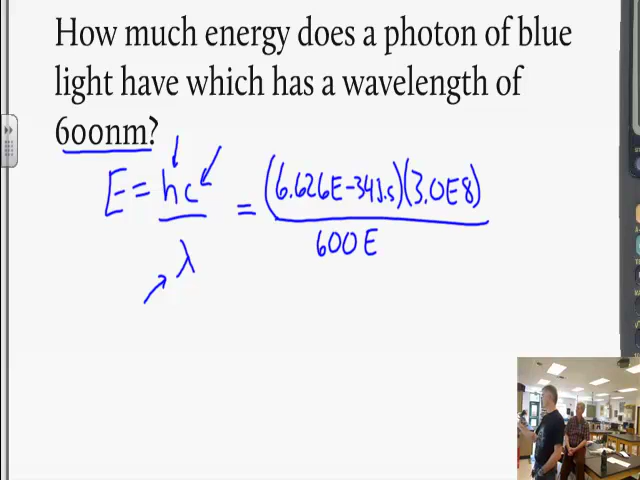 How much energy does a photon of blue
light have which has a wavelength of
600nm?
E = hc/λ = (6.626E-34J.s)(3.0E8)/600E